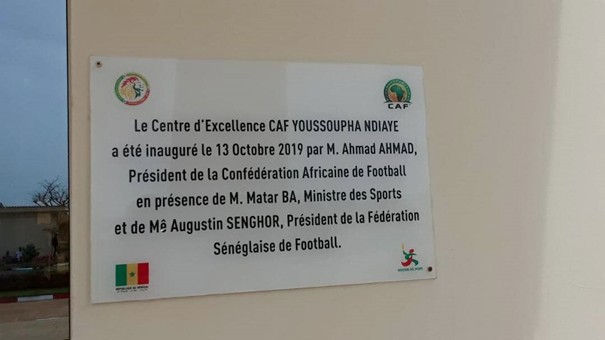 CAF
Le Centre d'Excellence CAF YOUSSOUPHA NDIAYE
a été inauguré le 13 Octobre 2019 par M. Ahmad AHMAD,
Président de la Confédération Africaine de Football
en présence de M. Matar BA, Ministre des Sports
et de Mê Augustin SENGHOR, Président de la Fédération
Sénégalaise de Football.